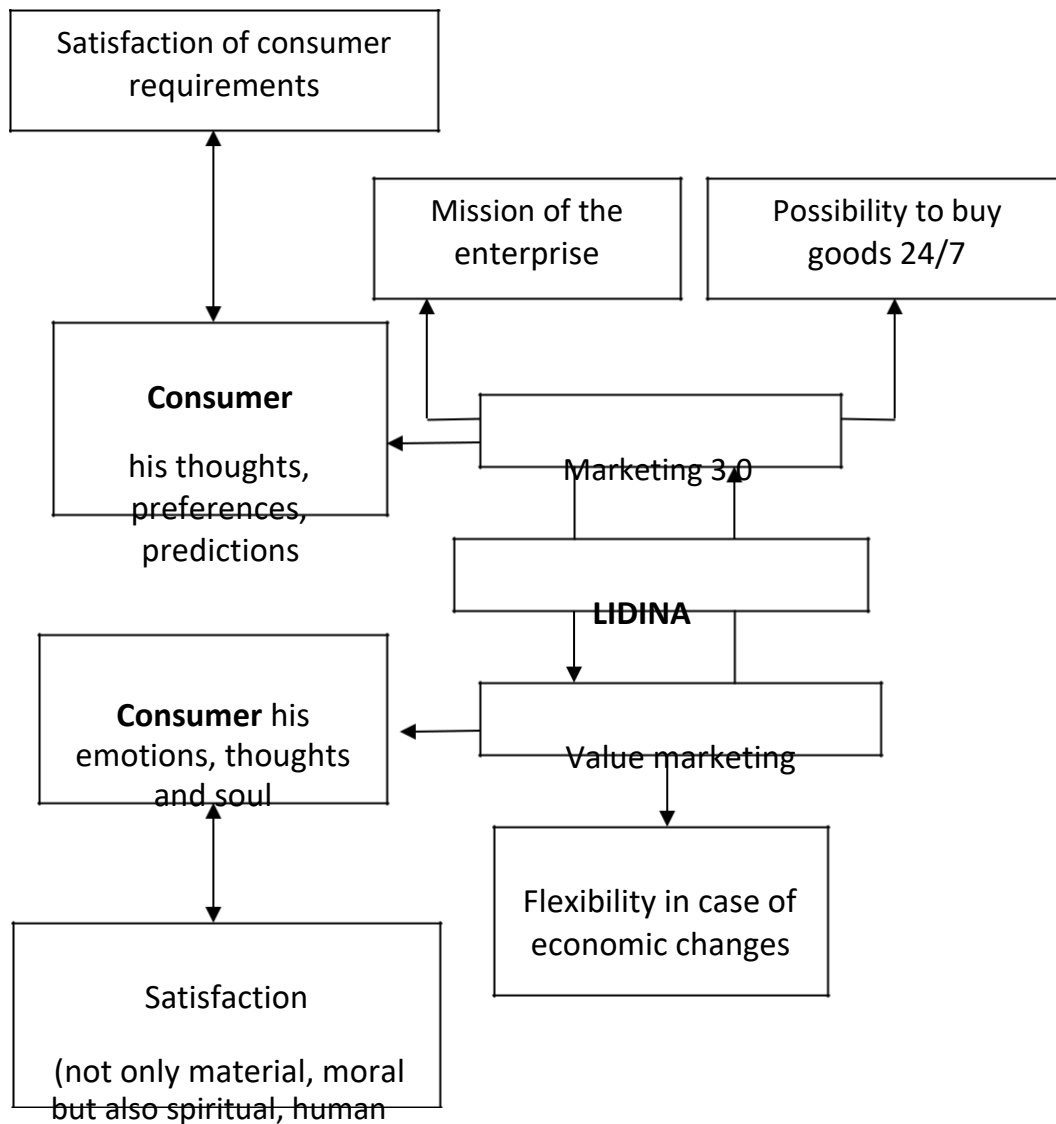 Satisfaction of consumer
requirements
Mission of the
enterprise
Possibility to buy
goods 24/7
Consumer
his thoughts,
preferences,
predictions
Marketing 3.0
LIDINA
Consumer his
emotions, thoughts
and soul
Value marketing
Flexibility in case of
economic changes
Satisfaction
(not only material, moral
but also spiritual, human